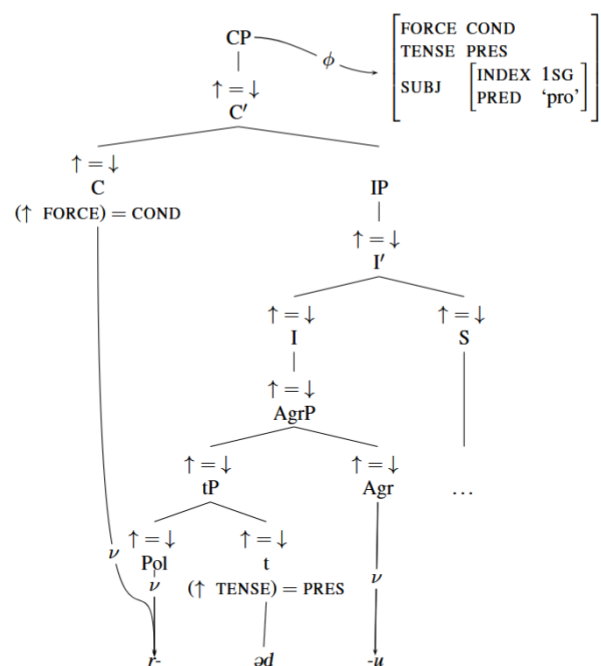 CP
ϕ
[FORCE COND
TENSE PRES
SUBJ [INDEX 1SG
PRED ‘pro’]]
↑ = ↓
C′
↑ = ↓
C
(↑ FORCE) = COND
IP
↑ = ↓
I′
↑ = ↓
I
↑ = ↓
S
↑ = ↓
AgrP
↑ = ↓
tP
↑ = ↓
Agr
...
↑ = ↓
Pol
↑ = ↓
t
(↑ TENSE) = PRES
ν
ν
ν
r-
əd
-u